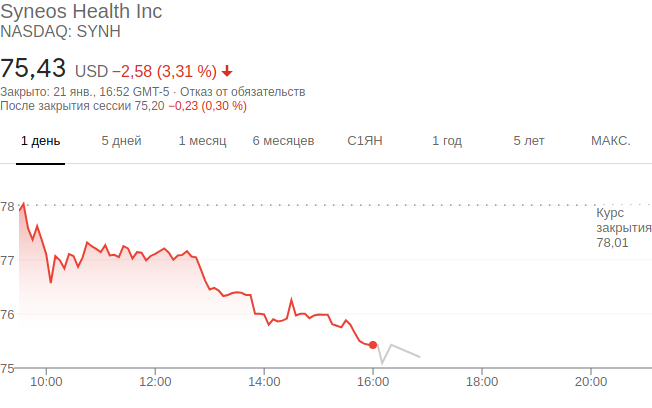 Syneos Health Inc
NASDAQ: SYNH
75,43 USD −2,58 (3,31 %)
Закрыто: 21 янв., 16:52 GMT-5 · Отказ от обязательств
После закрытия сессии 75,20 −0,23 (0,30 %)
1 день 5 дней 1 месяц 6 месяцев С1ЯН 1 год 5 лет МАКС.
78
Курс
закрытия
78,01
77
76
75
10:00 12:00 14:00 16:00 18:00 20:00